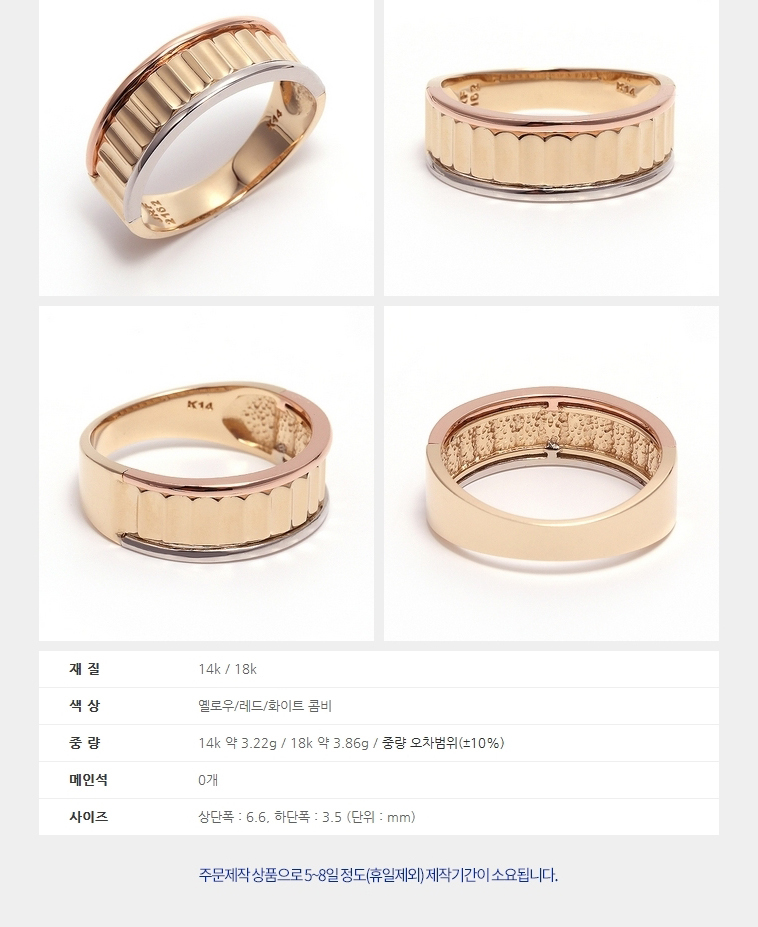 K14
K14
K14
재 질 14k / 18k
색 상 옐로우/레드/화이트 콤비
중 량 14k 약 3.22g / 18k 약 3.86g / 중량 오차범위(±10%)
메인석 0개
사이즈 상단폭 : 6.6, 하단폭 : 3.5 (단위 : mm)
주문제작 상품으로 5~8일 정도(휴일제외) 제작기간이 소요됩니다.